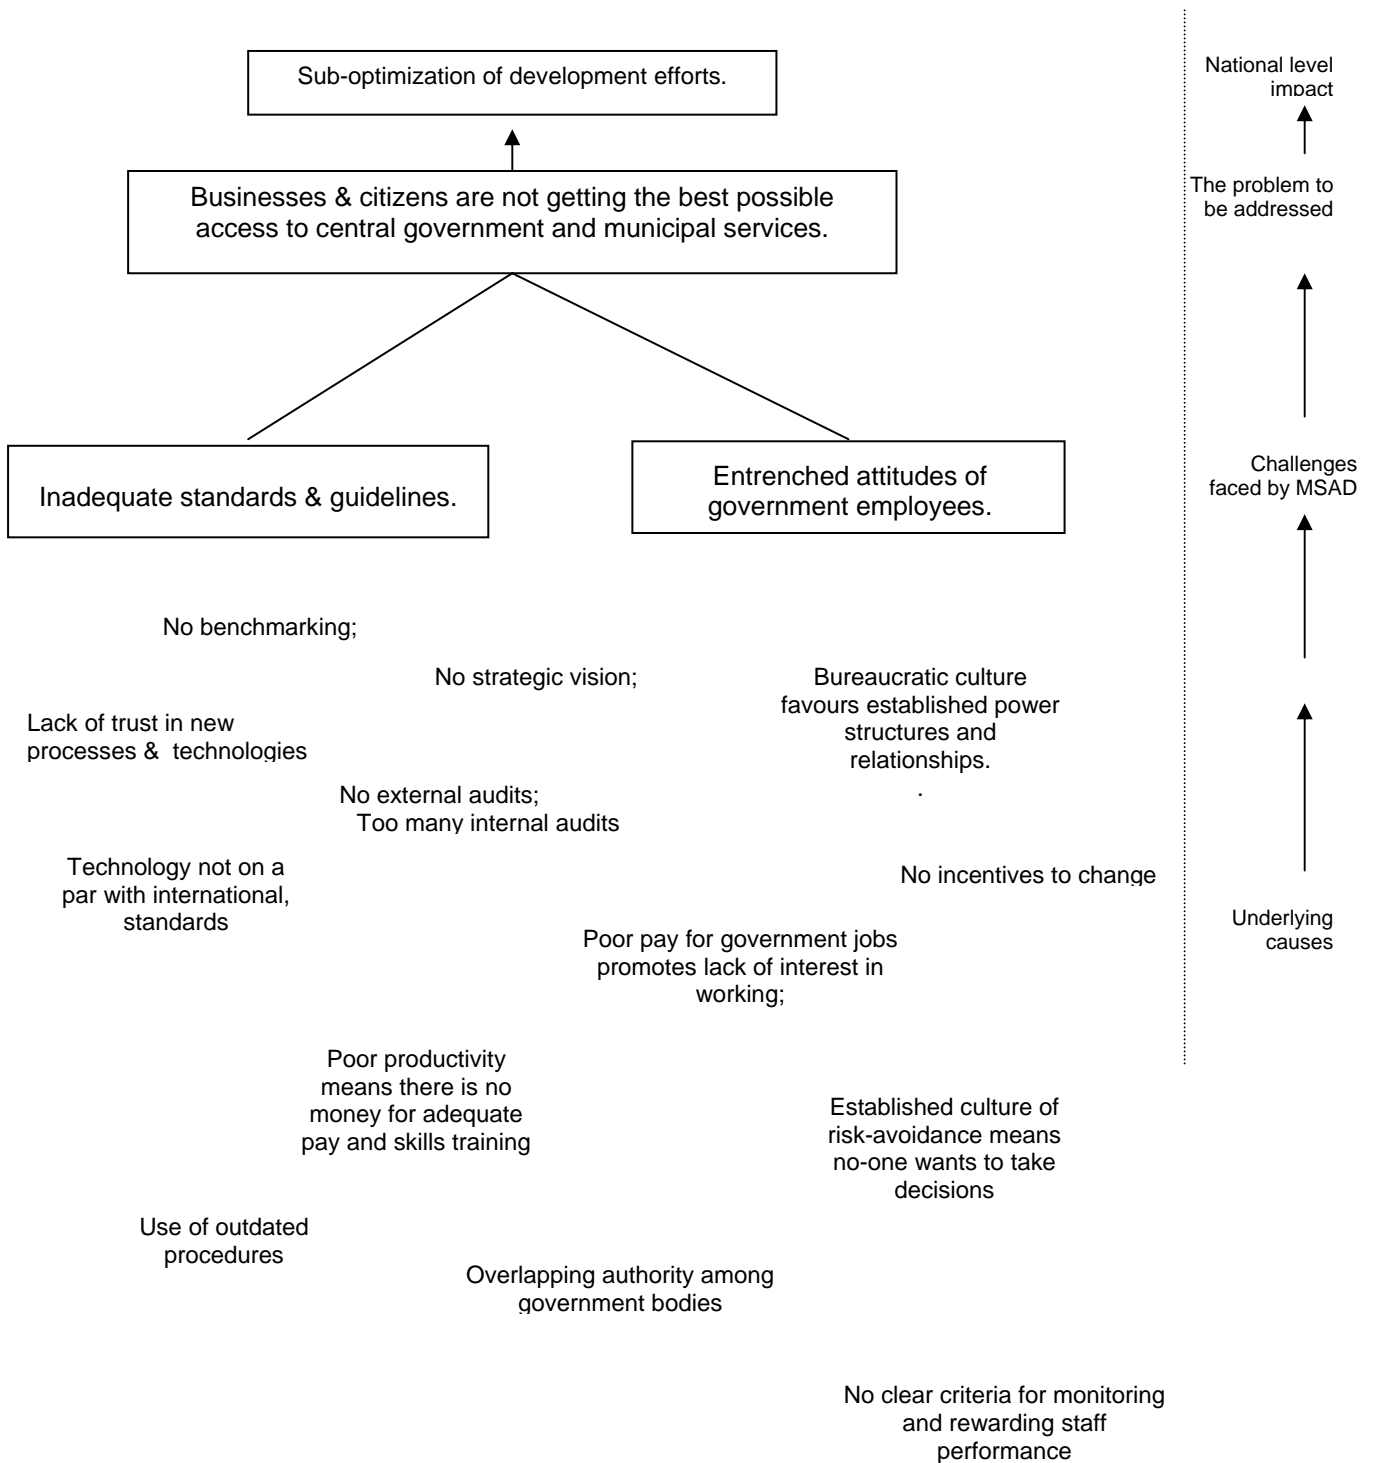 Sub-optimization of development efforts.
National level
impact
Businesses & citizens are not getting the best possible
access to central government and municipal services.
The problem to
be addressed
Inadequate standards & guidelines.
Entrenched attitudes of
government employees.
Challenges
faced by MSAD
No benchmarking;
No strategic vision;
Bureaucratic culture
favours established power
structures and
relationships.
.
Lack of trust in new
processes & technologies
No external audits;
Too many internal audits
Technology not on a
par with international,
standards
No incentives to change
Underlying
causes
Poor pay for government jobs
promotes lack of interest in
working;
Poor productivity
means there is no
money for adequate
pay and skills training
Established culture of
risk-avoidance means
no-one wants to take
decisions
Use of outdated
procedures
Overlapping authority among
government bodies
No clear criteria for monitoring
and rewarding staff
performance